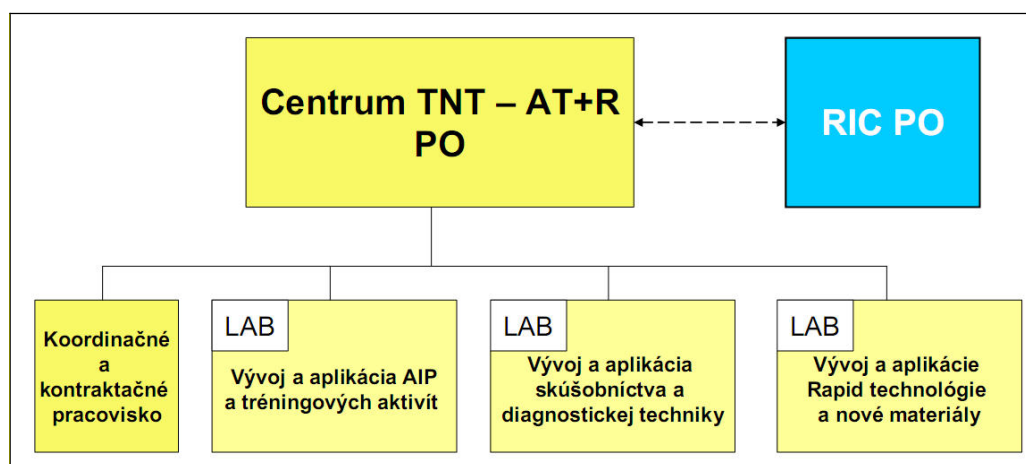 Centrum TNT – AT+R
PO
RIC PO
Koordinačné
a
kontraktačné
pracovisko
LAB
Vývoj a aplikácia AIP
a tréningových aktivít
LAB
Vývoj a aplikácia
skúšobníctva a
diagnostickej techniky
LAB
Vývoj a aplikácie
Rapid technológie
a nové materiály